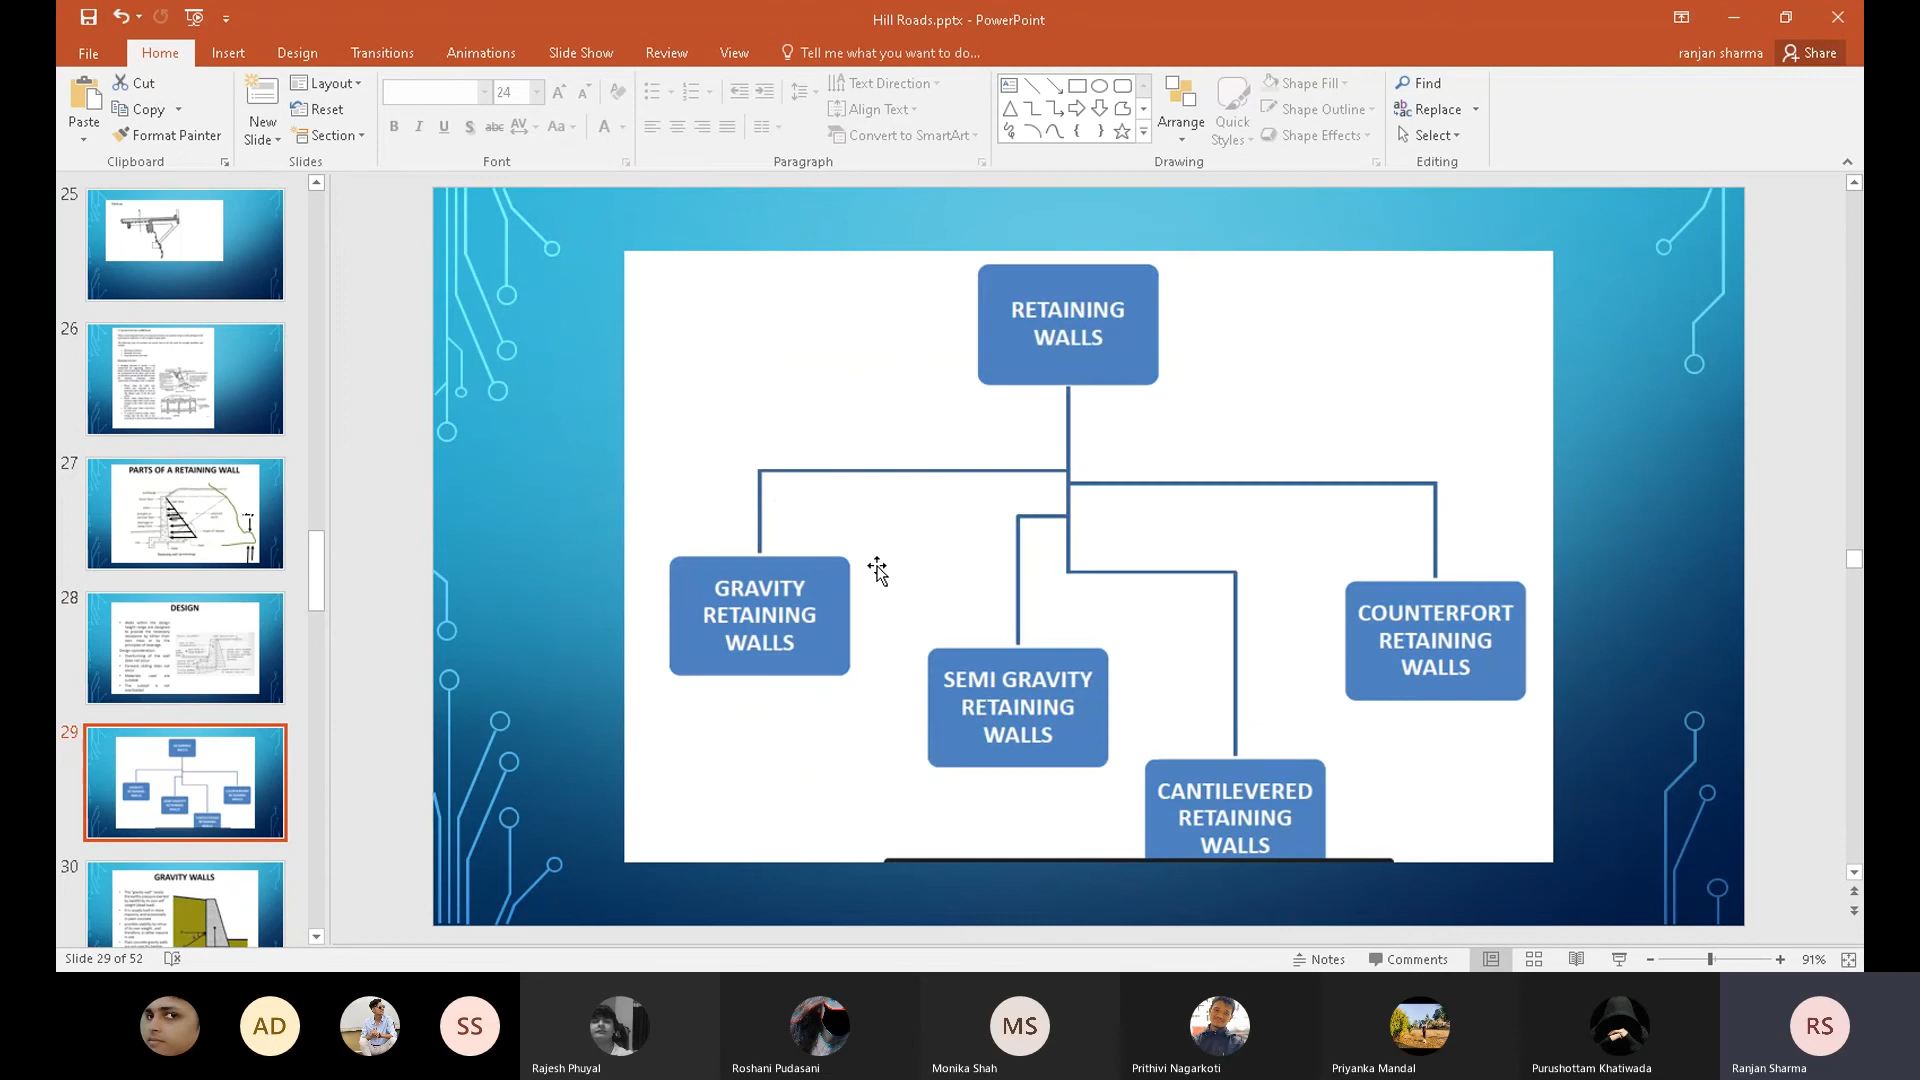 Hill Roads.pptx - PowerPoint
File Home Insert Design Transitions Animations Slide Show Review View Tell me what you want to do... ranjan sharma Share
Paste
Cut
Copy
Format Painter
Clipboard
New
Slide
Layout
Reset
Section
Slides
24
B I U S abc AV Aa A
Font
Text Direction
Align Text
Convert to SmartArt
Paragraph
Arrange
Quick
Styles
Shape Fill
Shape Outline
Shape Effects
Drawing
Find
Replace
Select
Editing
25
26
27
PARTS OF A RETAINING WALL
28
DESIGN
29
30
GRAVITY WALLS
RETAINING
WALLS
GRAVITY
RETAINING
WALLS
SEMI GRAVITY
RETAINING
WALLS
CANTILEVERED
RETAINING
WALLS
COUNTERFORT
RETAINING
WALLS
Slide 29 of 52
Notes Comments 91%
AD
SS
MS
RS
Rajesh Phuyal
Roshani Pudasani
Monika Shah
Prithivi Nagarkoti
Priyanka Mandal
Purushottam Khatiwada
Ranjan Sharma